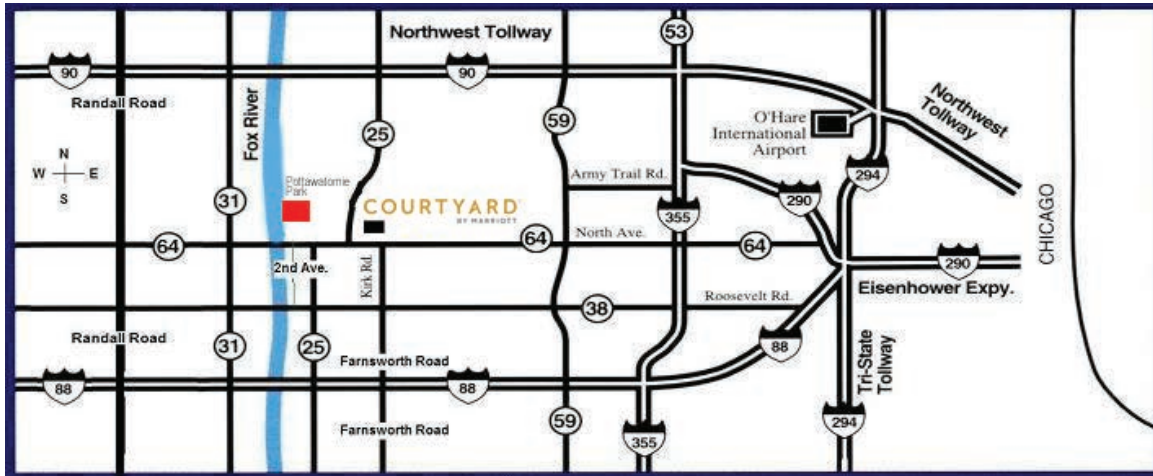 53
Northwest Tollway
90
90
Randall Road
Fox River
25
59
O'Hare
International
Airport
Northwest
Tollway
N
W E
S
Pottawatomie
Park
Army Trail Rd.
294
290
31
COURTYARD
BY MARRIOTT
355
CHICAGO
64
64
North Ave.
64
2nd Ave.
Kirk Rd.
290
Eisenhower Expy.
38
Roosevelt Rd.
Randall Road
31
25
Farnsworth Road
88
Tri-State
Tollway
88
88
59
Farnsworth Road
355
294